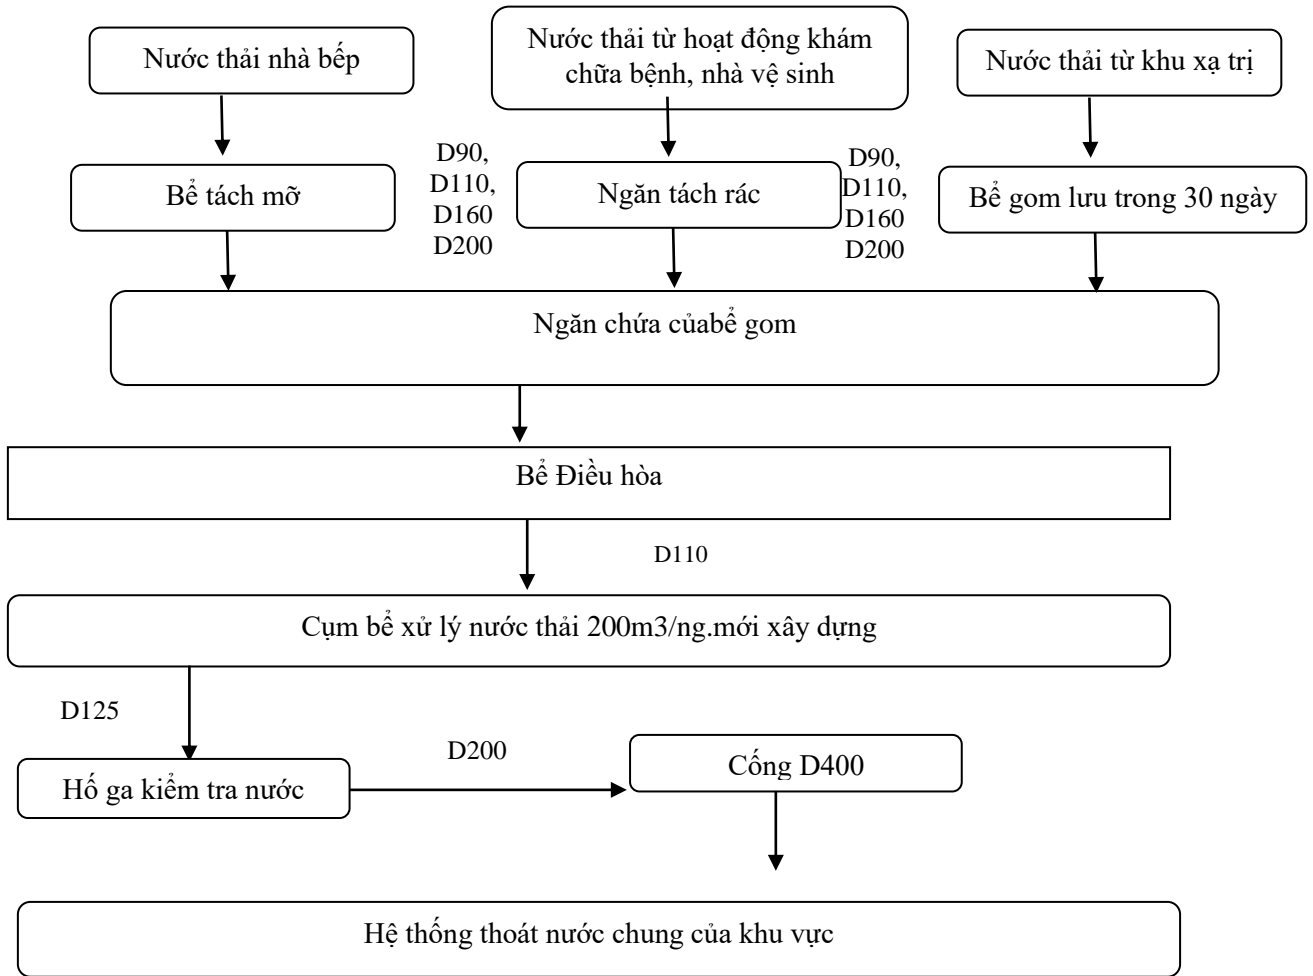 Nước thải nhà bếp
Nước thải từ hoạt động khám
chữa bệnh, nhà vệ sinh
Nước thải từ khu xạ trị
D90,
D110,
D160
D200
D90,
D110,
D160
D200
Bể tách mỡ
Ngăn tách rác
Bể gom lưu trong 30 ngày
Ngăn chứa củabể gom
Bể Điều hòa
D110
Cụm bể xử lý nước thải 200m3/ng.mới xây dựng
D125
D200
Cống D400
Hố ga kiểm tra nước
Hệ thống thoát nước chung của khu vực